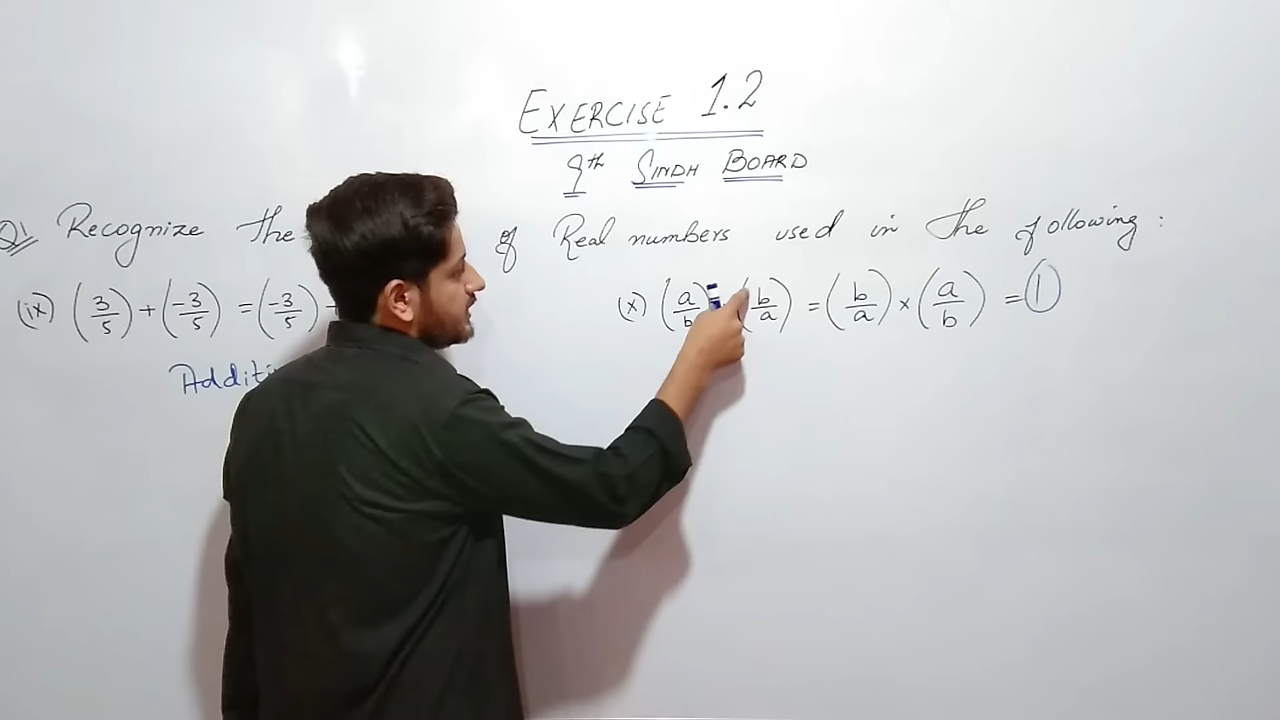 EXERCISE 1.2
9th SINDH BOARD
Q1 Recognize the of Real numbers used in the following :
(ix) (3/5) + (-3/5) = (-3/5) + (x) (a/b) (b/a) = (b/a) × (a/b) = 1
Additi